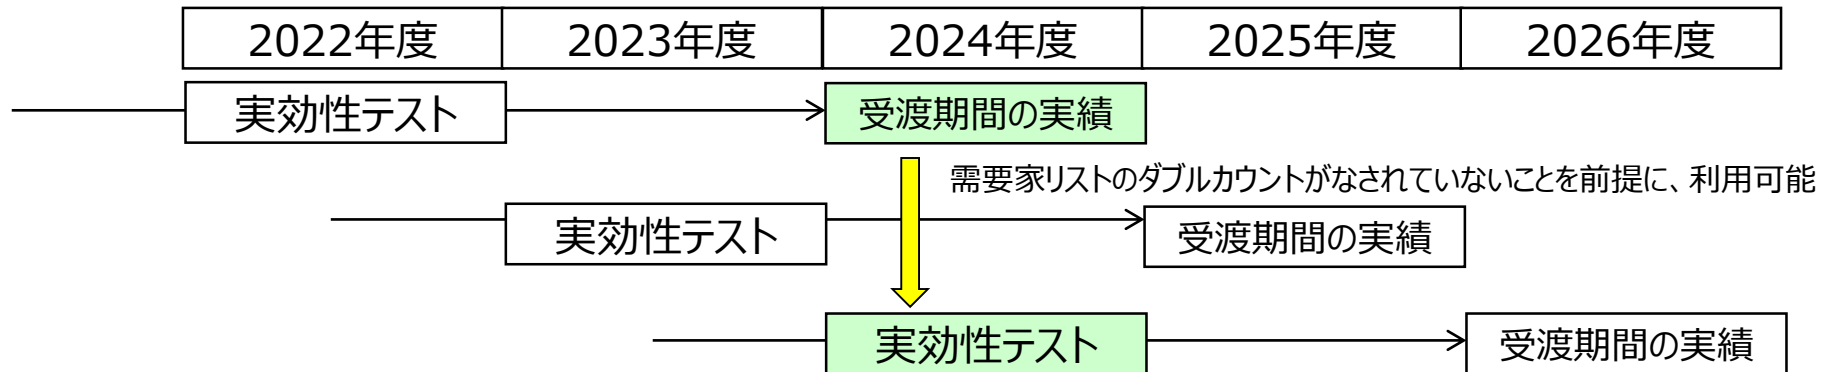 2022年度 2023年度 2024年度 2025年度 2026年度
実効性テスト 受渡期間の実績
需要家リストのダブルカウントがなされていないことを前提に、利用可能
実効性テスト 受渡期間の実績
実効性テスト 受渡期間の実績